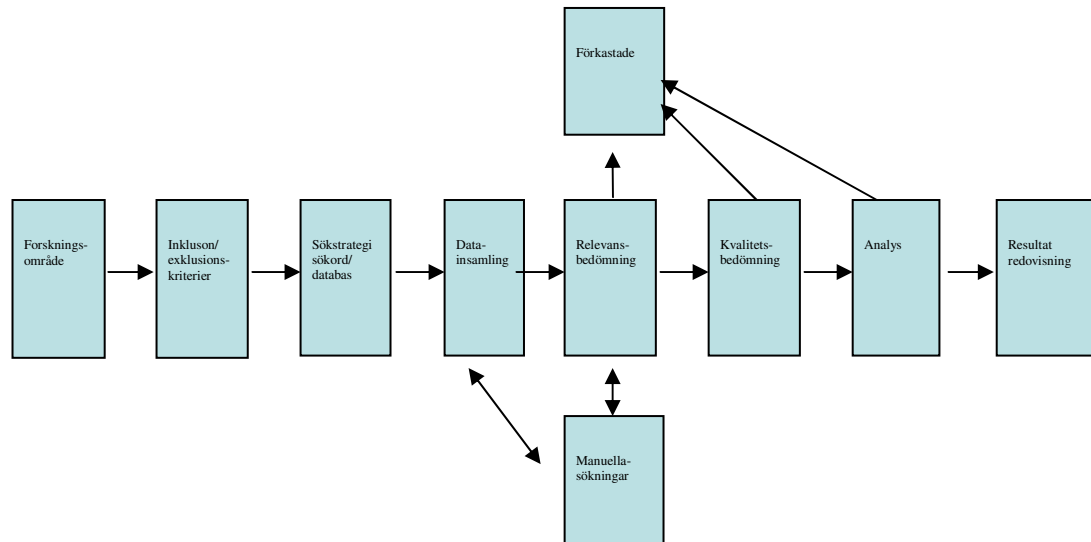 Förkastade
Forsknings-
område
Inkluson/
exklusions-
kriterier
Sökstrategi
sökord/
databas
Data-
insamling
Relevans-
bedömning
Kvalitets-
bedömning
Analys
Resultat
redovisning
Manuella-
sökningar